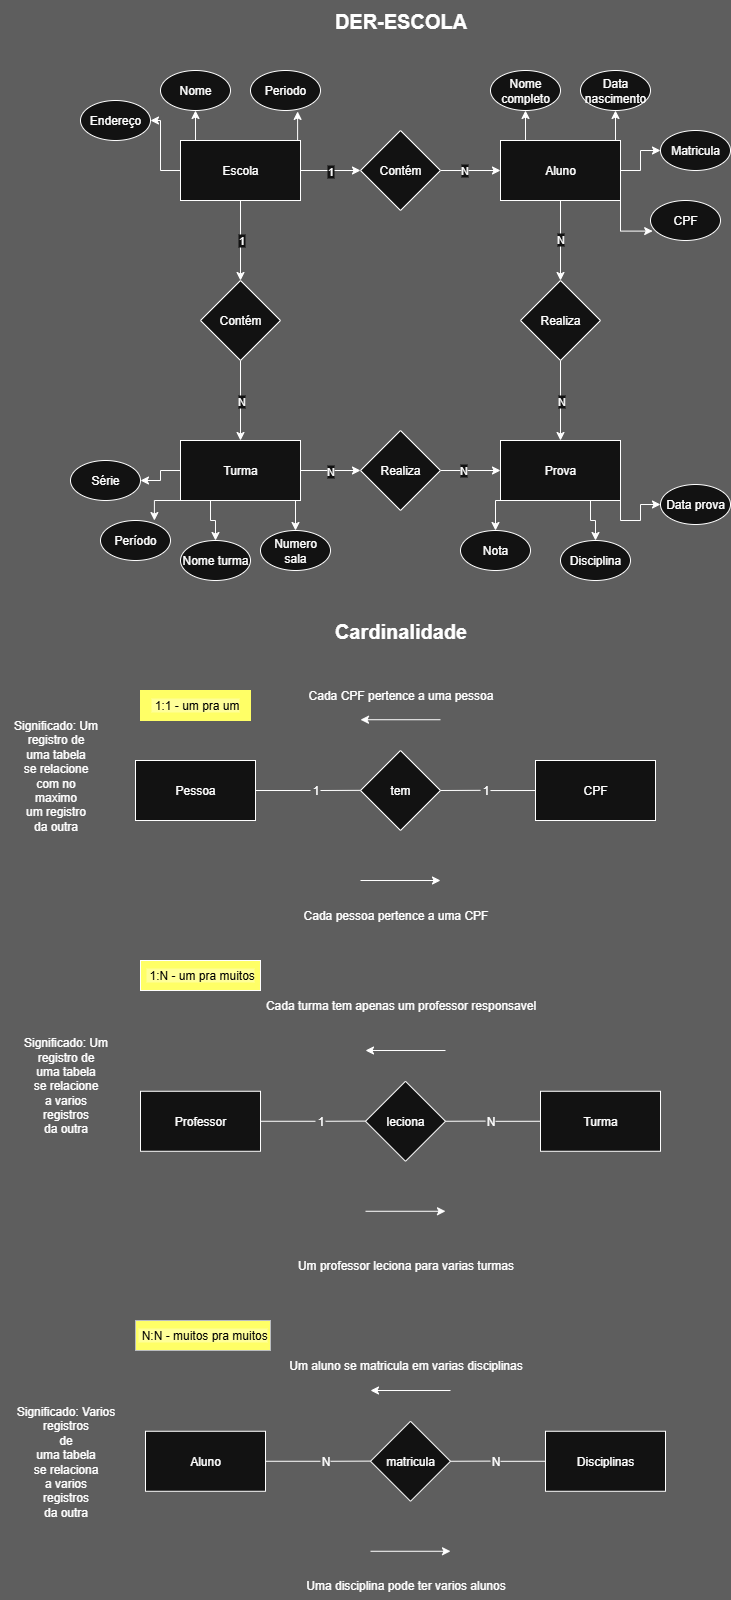 DER-ESCOLA
Nome
Periodo
Endereço
Escola
1
Contém
N
Aluno
Nome
completo
Data
nascimento
Matricula
CPF
1
N
Contém
Realiza
N
N
Turma
N
Realiza
N
Prova
Série
Período
Nome turma
Numero
sala
Nota
Disciplina
Data prova
Cardinalidade
1:1 - um pra um
Cada CPF pertence a uma pessoa
Significado: Um
registro de
uma tabela
se relacione
com no
maximo
um registro
da outra
Pessoa
1
tem
1
CPF
Cada pessoa pertence a uma CPF
1:N - um pra muitos
Cada turma tem apenas um professor responsavel
Significado: Um
registro de
uma tabela
se relacione
a varios
registros
da outra
Professor
1
leciona
N
Turma
Um professor leciona para varias turmas
N:N - muitos pra muitos
Um aluno se matricula em varias disciplinas
Significado: Varios
registros
de
uma tabela
se relaciona
a varios
registros
da outra
Aluno
N
matricula
N
Disciplinas
Uma disciplina pode ter varios alunos